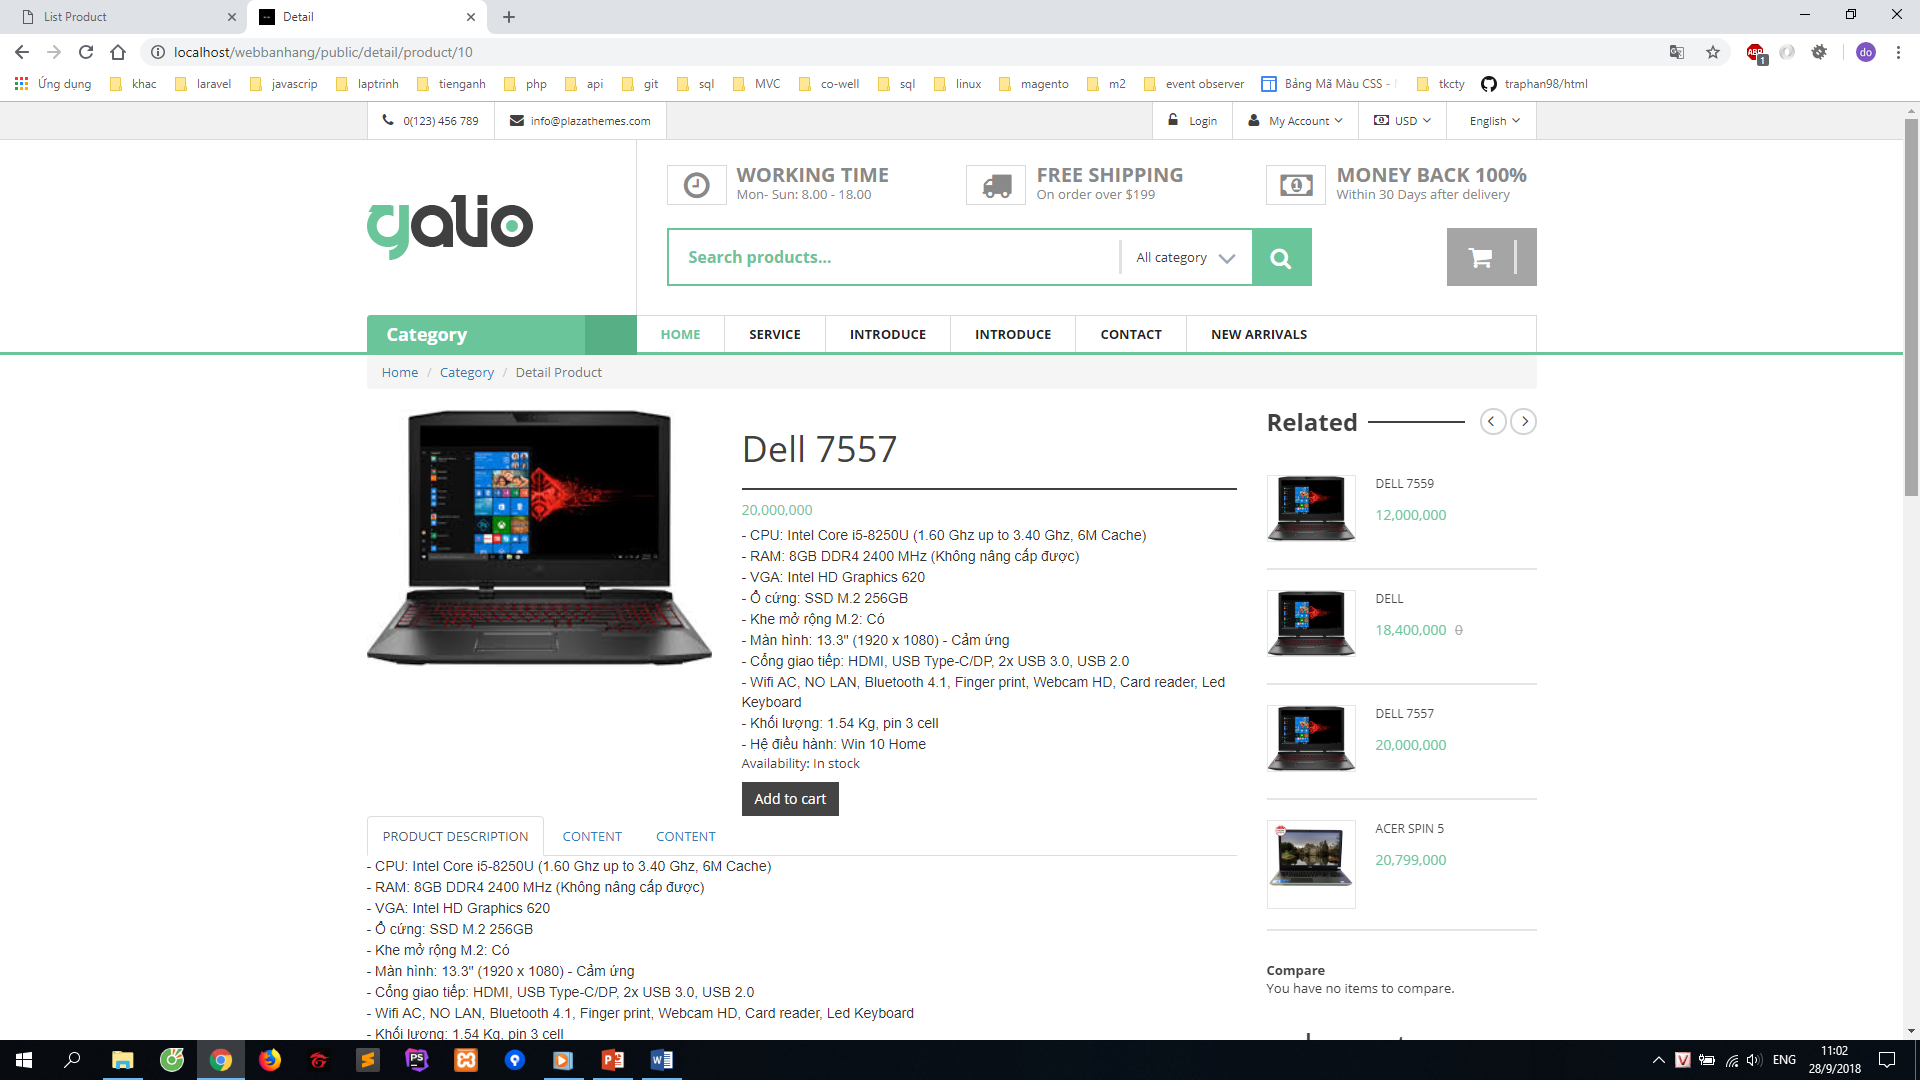 List Product
Detail
localhost/webbanhang/public/detail/product/10
ABP
1
do
Ứng dụng
khac
laravel
javascrip
laptrinh
tienganh
php
api
git
sql
MVC
co-well
sql
linux
magento
m2
event observer
Bảng Mã Màu CSS -
tkcty
traphan98/html
0(123) 456 789
info@plazathemes.com
Login
My Account
USD
English
galio
WORKING TIME
Mon- Sun: 8.00 - 18.00
FREE SHIPPING
On order over $199
MONEY BACK 100%
Within 30 Days after delivery
Search products...
All category
Category
HOME
SERVICE
INTRODUCE
INTRODUCE
CONTACT
NEW ARRIVALS
Home / Category / Detail Product
Dell 7557
20,000,000
- CPU: Intel Core i5-8250U (1.60 Ghz up to 3.40 Ghz, 6M Cache)
- RAM: 8GB DDR4 2400 MHz (Không nâng cấp được)
- VGA: Intel HD Graphics 620
- Ổ cứng: SSD M.2 256GB
- Khe mở rộng M.2: Có
- Màn hình: 13.3" (1920 x 1080) - Cảm ứng
- Cổng giao tiếp: HDMI, USB Type-C/DP, 2x USB 3.0, USB 2.0
- Wifi AC, NO LAN, Bluetooth 4.1, Finger print, Webcam HD, Card reader, Led
Keyboard
- Khối lượng: 1.54 Kg, pin 3 cell
- Hệ điều hành: Win 10 Home
Availability: In stock
Add to cart
Related
DELL 7559
12,000,000
DELL
18,400,000 0
DELL 7557
20,000,000
ACER SPIN 5
20,799,000
Compare
You have no items to compare.
PRODUCT DESCRIPTION
CONTENT
CONTENT
- CPU: Intel Core i5-8250U (1.60 Ghz up to 3.40 Ghz, 6M Cache)
- RAM: 8GB DDR4 2400 MHz (Không nâng cấp được)
- VGA: Intel HD Graphics 620
- Ổ cứng: SSD M.2 256GB
- Khe mở rộng M.2: Có
- Màn hình: 13.3" (1920 x 1080) - Cảm ứng
- Cổng giao tiếp: HDMI, USB Type-C/DP, 2x USB 3.0, USB 2.0
- Wifi AC, NO LAN, Bluetooth 4.1, Finger print, Webcam HD, Card reader, Led Keyboard
- Khối lượng: 1.54 Kg, pin 3 cell
PS
V
ENG
11:02
28/9/2018